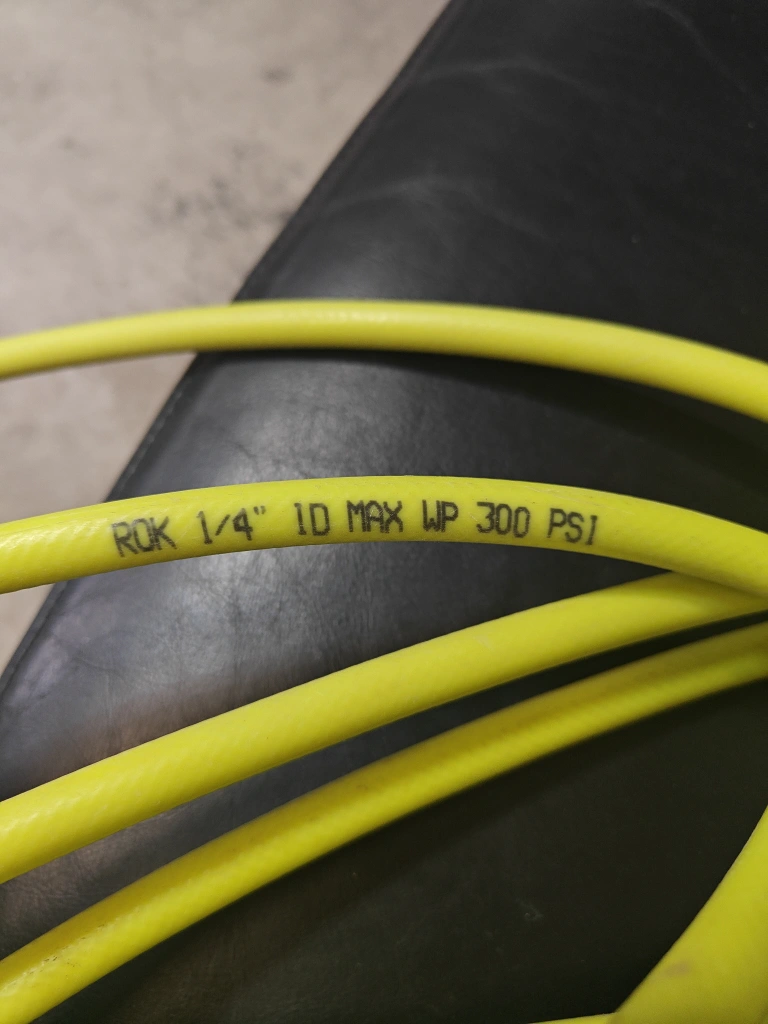 ROK 1/4" ID MAX WP 300 PSI